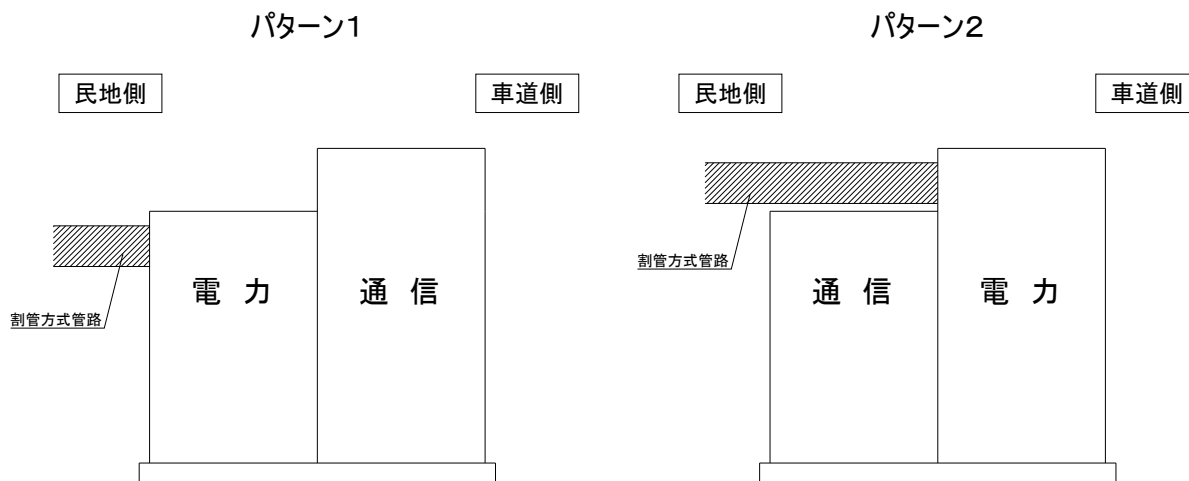 パターン1
パターン2
民地側
車道側
民地側
車道側
電 力
通 信
割管方式管路
通 信
電 力
割管方式管路